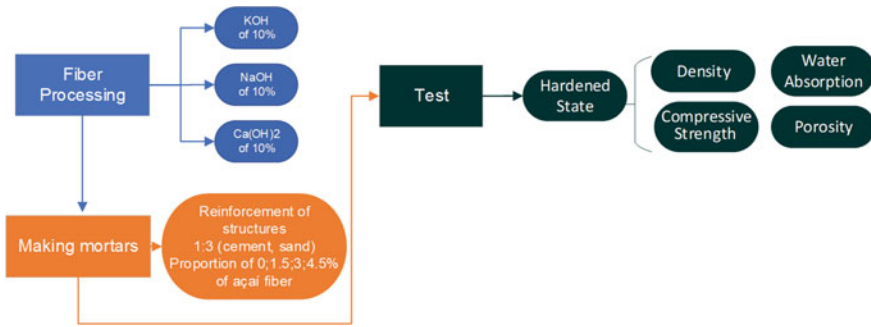 KOH
of 10%
Fiber
Processing
NaOH
of 10%
Ca(OH)2
of 10%
Making mortars
Reinforcement of
structures
1:3 (cement, sand)
Proportion of 0;1.5;3;4.5%
of açaí fiber
Test
Hardened
State
Density
Water
Absorption
Compressive
Strength
Porosity